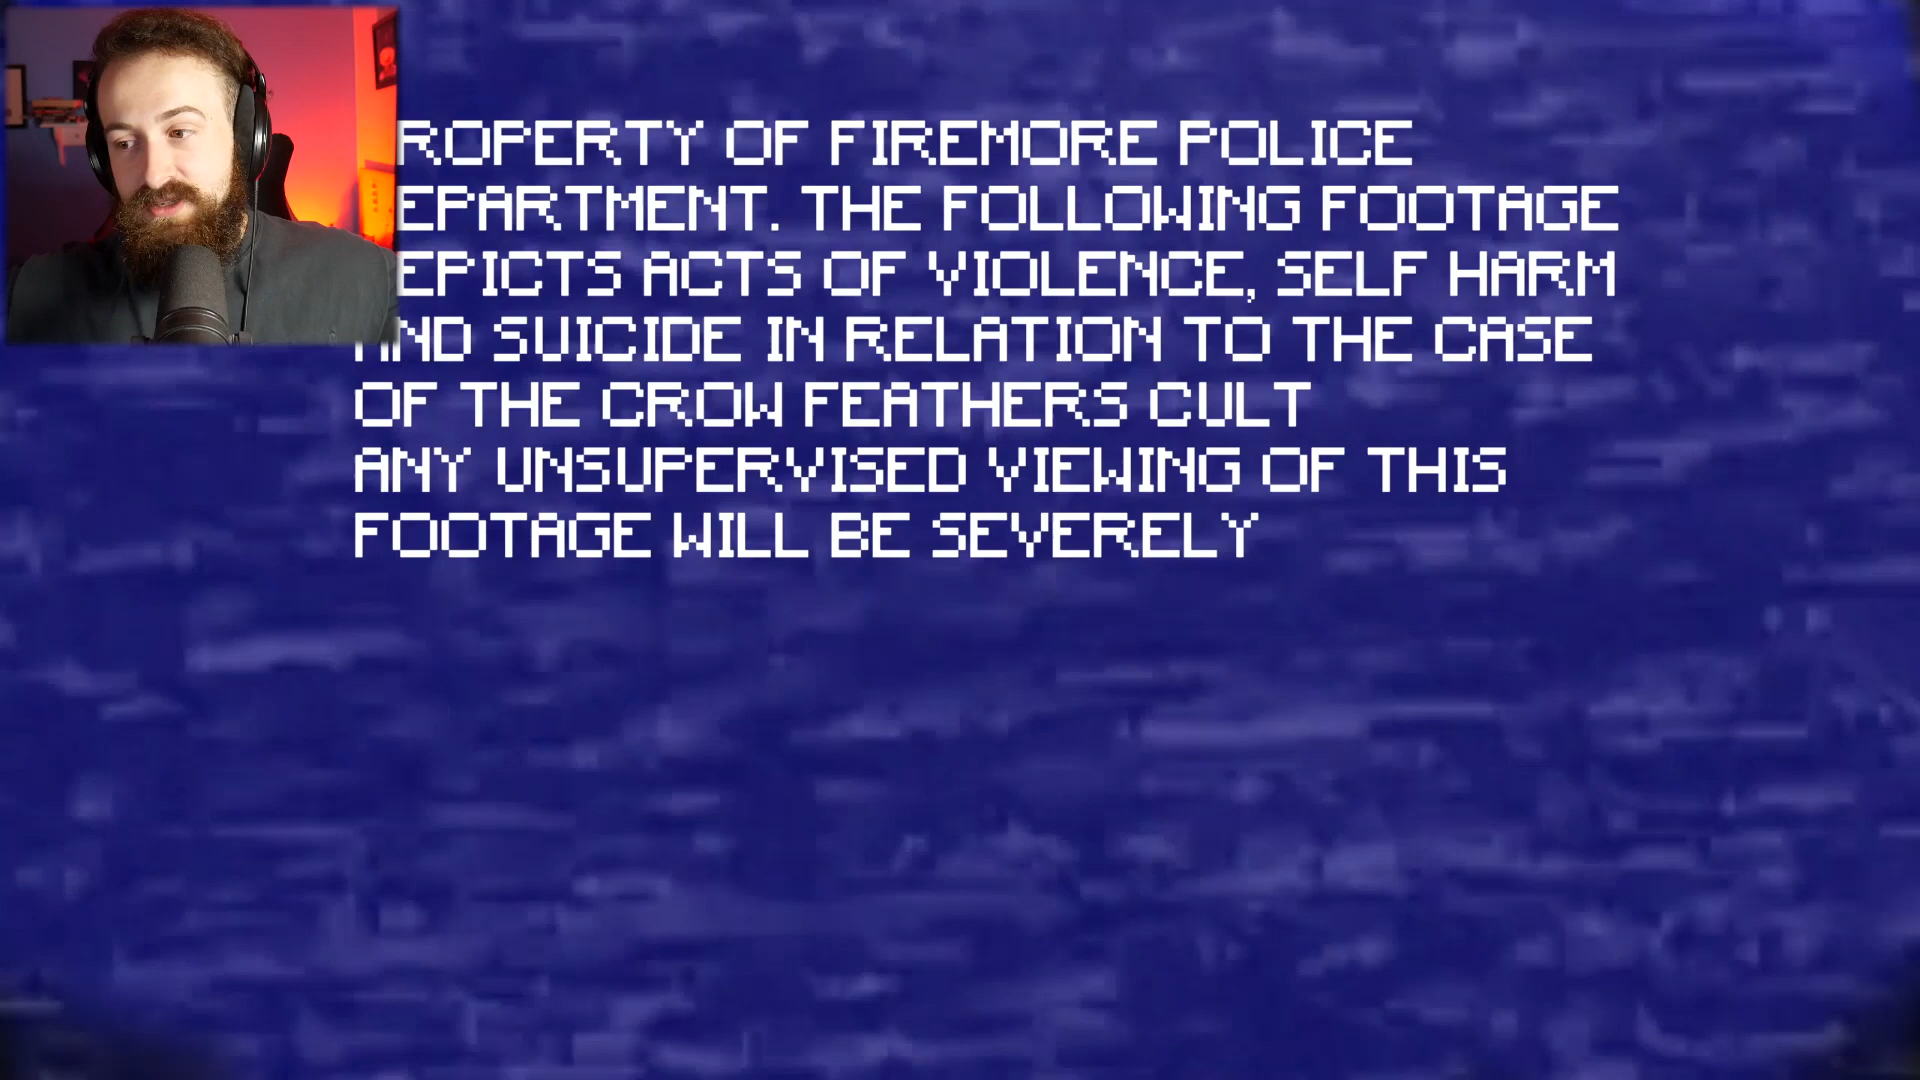 ROPERTY OF FIREMORE POLICE
EPARTMENT. THE FOLLOWING FOOTAGE
EPICTS ACTS OF VIOLENCE, SELF HARM
AND SUICIDE IN RELATION TO THE CASE
OF THE CROW FEATHERS CULT
ANY UNSUPERVISED VIEWING OF THIS
FOOTAGE WILL BE SEVERELY